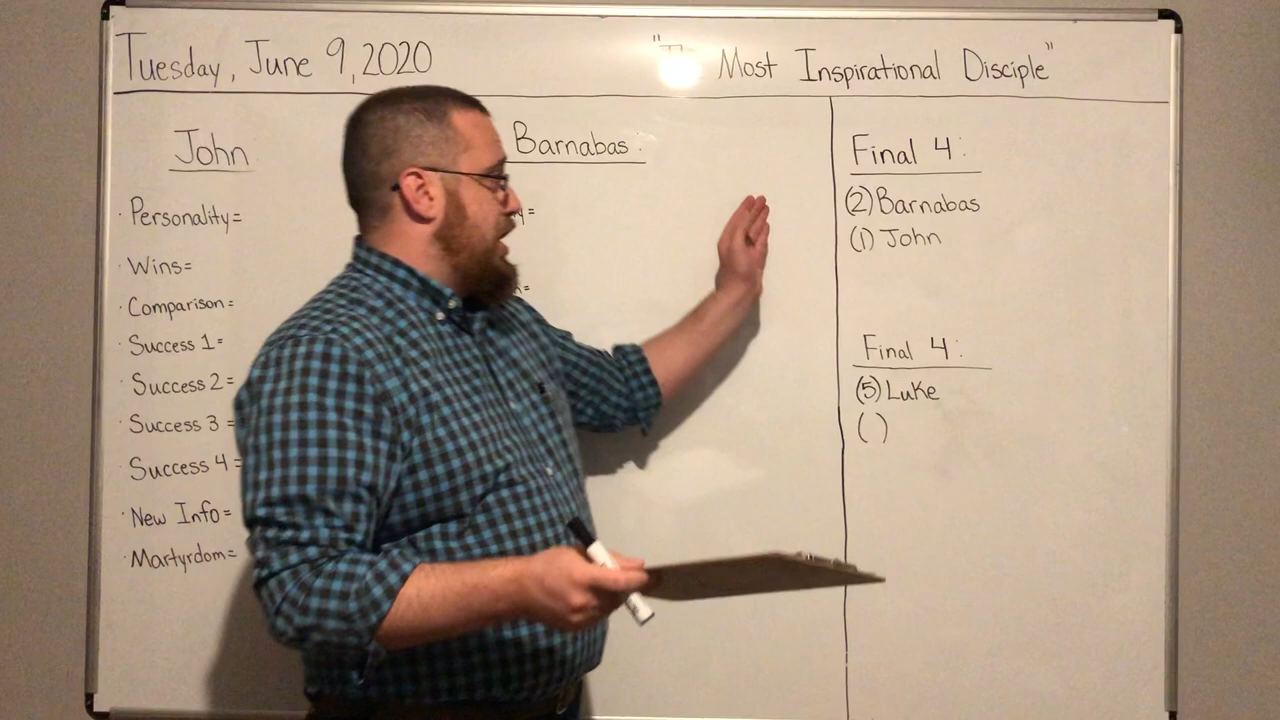 Tuesday, June 9, 2020
" Most Inspirational Disciple"
John
· Personality=
· Wins=
· Comparison=
· Success 1=
· Success 2=
· Success 3 =
· Success 4 =
· New Info=
· Martyrdom=
Barnabas:
Final 4:
(2) Barnabas
(1) John
Final 4:
(5) Luke
( )